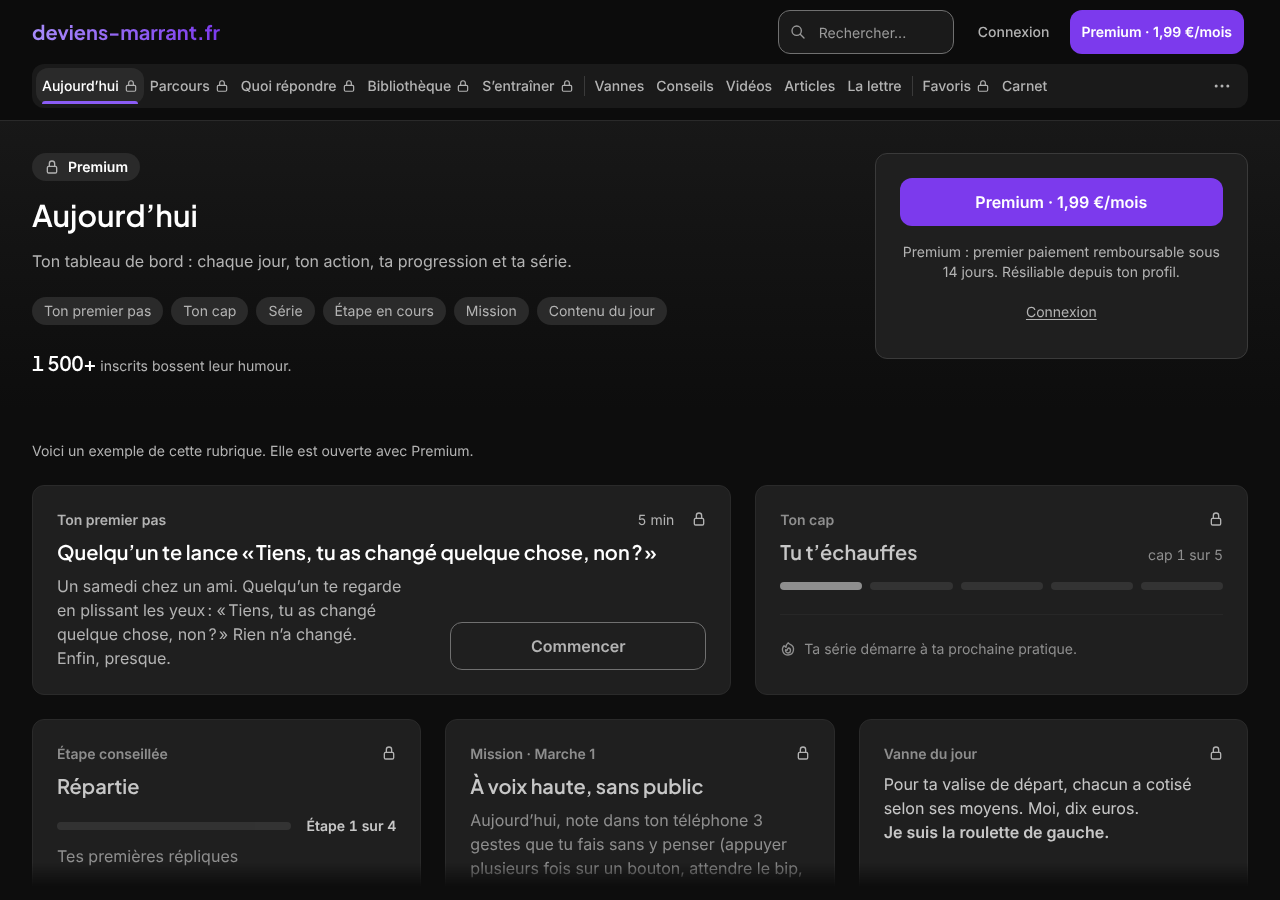 deviens-marrant.fr
Rechercher...
Connexion
Premium · 1,99 €/mois
Aujourd’hui
Parcours
Quoi répondre
Bibliothèque
S’entraîner
Vannes
Conseils
Vidéos
Articles
La lettre
Favoris
Carnet
Premium
Aujourd’hui
Ton tableau de bord : chaque jour, ton action, ta progression et ta série.
Ton premier pas
Ton cap
Série
Étape en cours
Mission
Contenu du jour
1 500+ inscrits bossent leur humour.
Premium · 1,99 €/mois
Premium : premier paiement remboursable sous
14 jours. Résiliable depuis ton profil.
Connexion
Voici un exemple de cette rubrique. Elle est ouverte avec Premium.
Ton premier pas
5 min
Quelqu’un te lance « Tiens, tu as changé quelque chose, non ? »
Un samedi chez un ami. Quelqu’un te regarde
en plissant les yeux : « Tiens, tu as changé
quelque chose, non ? » Rien n’a changé.
Enfin, presque.
Commencer
Ton cap
Tu t’échauffes
cap 1 sur 5
Ta série démarre à ta prochaine pratique.
Étape conseillée
Répartie
Étape 1 sur 4
Tes premières répliques
Mission · Marche 1
À voix haute, sans public
Aujourd’hui, note dans ton téléphone 3
gestes que tu fais sans y penser (appuyer
plusieurs fois sur un bouton, attendre le bip,
Vanne du jour
Pour ta valise de départ, chacun a cotisé
selon ses moyens. Moi, dix euros.
Je suis la roulette de gauche.